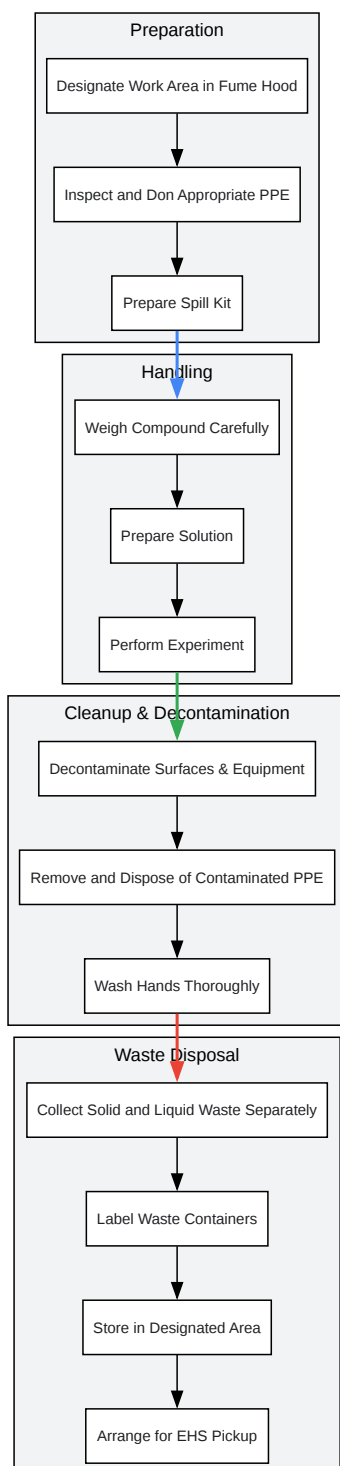 Preparation
Designate Work Area in Fume Hood
Inspect and Don Appropriate PPE
Prepare Spill Kit
Handling
Weigh Compound Carefully
Prepare Solution
Perform Experiment
Cleanup & Decontamination
Decontaminate Surfaces & Equipment
Remove and Dispose of Contaminated PPE
Wash Hands Thoroughly
Waste Disposal
Collect Solid and Liquid Waste Separately
Label Waste Containers
Store in Designated Area
Arrange for EHS Pickup